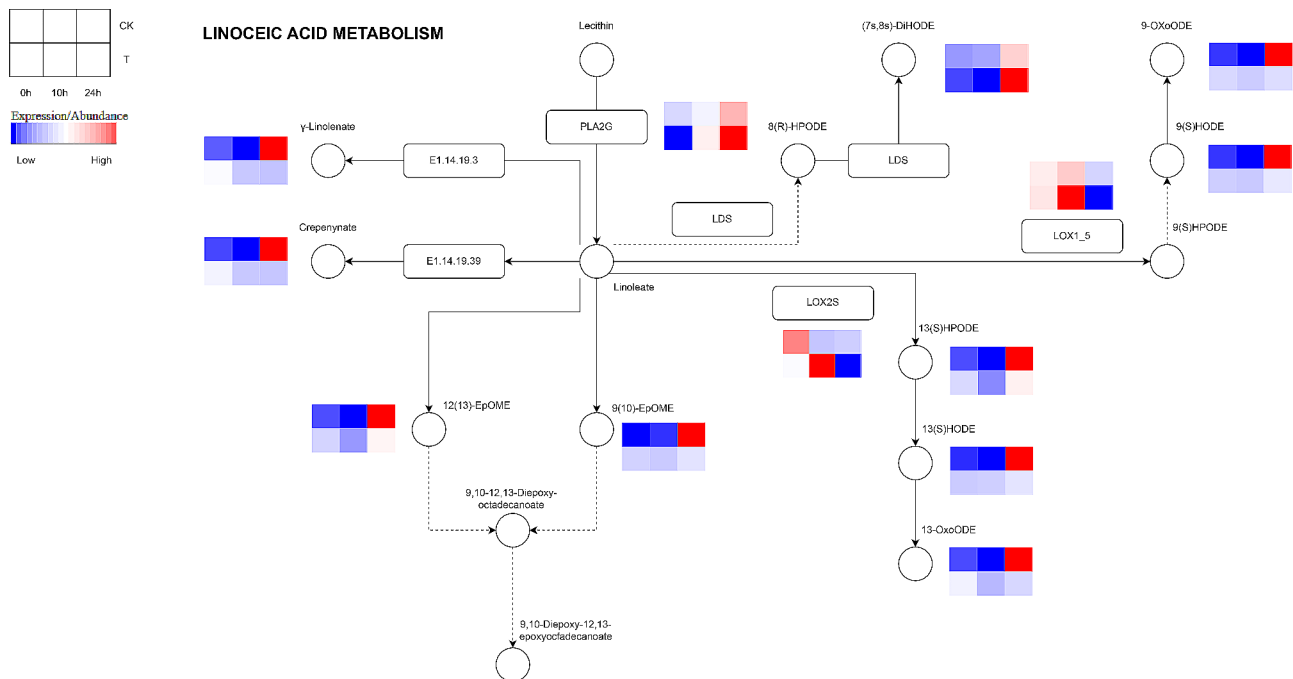 CK
T
0h 10h 24h
Expression/Abundance
Low High
LINOCEIC ACID METABOLISM
Lecithin
(7s,8s)-DiHODE
9-OXoODE
PLA2G
γ-Linolenate
8(R)-HPODE
9(S)HODE
E1.14.19.3
LDS
LDS
Crepenynate
LOX1_5
9(S)HPODE
E1.14.19.39
Linoleate
LOX2S
13(S)HPODE
12(13)-EpOME
9(10)-EpOME
13(S)HODE
9,10-12,13-Diepoxy-
octadecanoate
13-OxoODE
9,10-Diepoxy-12,13-
epoxyocfadecanoate